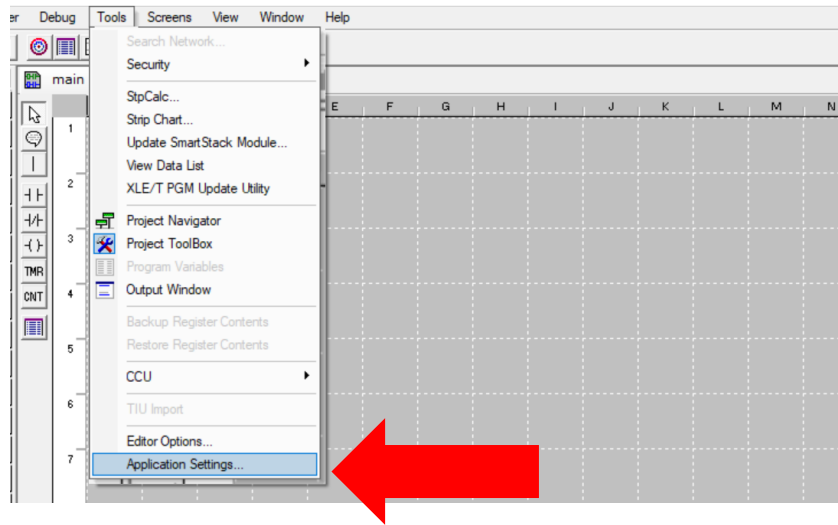 er Debug Tools Screens View Window Help
Search Network...
Security
main
StpCalc...
E F G H I J K L M N
Strip Chart...
1
Update SmartStack Module...
View Data List
2
XLE/T PGM Update Utility
Project Navigator
3
Project ToolBox
TMR
Program Variables
CNT
4
Output Window
Backup Register Contents
Restore Register Contents
5
CCU
6
TIU Import
Editor Options...
7
Application Settings...